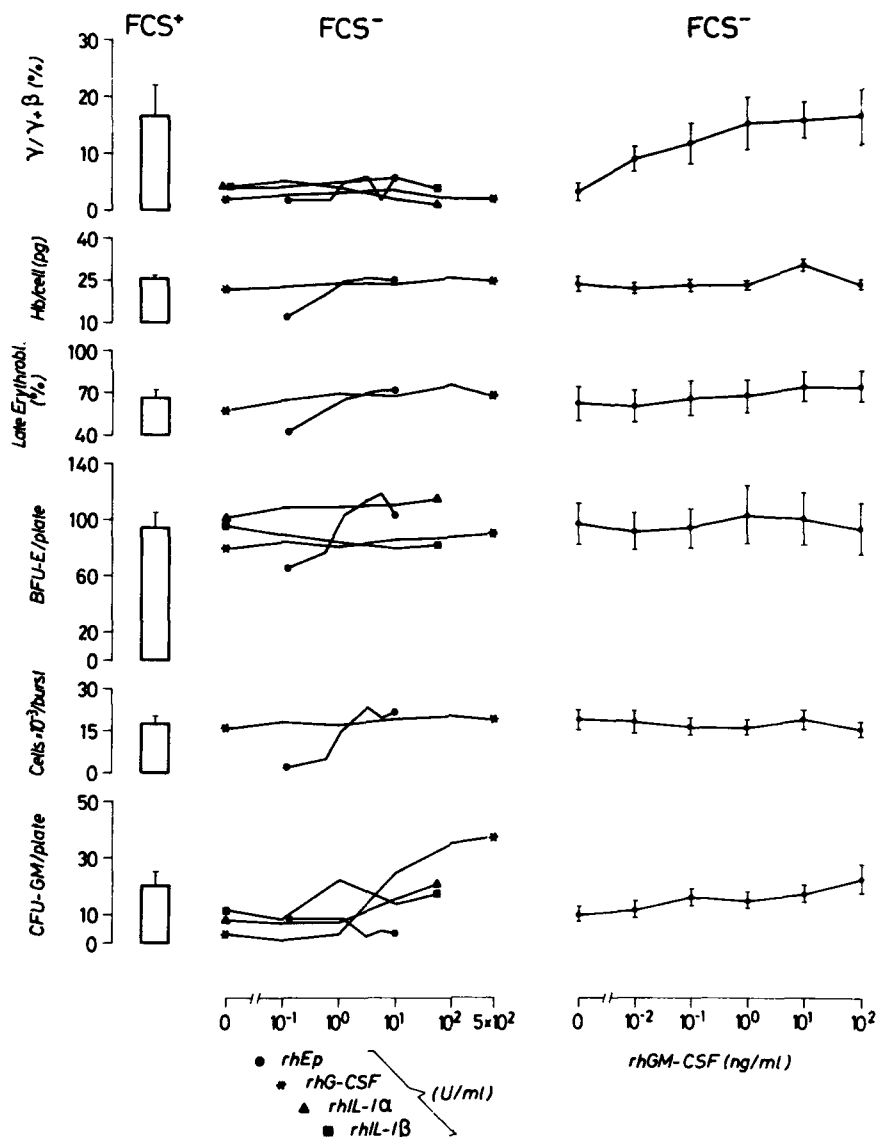 FCS⁺ FCS⁻ FCS⁻
γ/γ+β (%)
30
20
10
0
Hb/cell (pg)
40
25
10
Late Erythrobl. (%)
100
70
40
BFU-E/plate
140
100
60
0
Cells×10⁻³/burst
30
15
0
CFU-GM/plate
50
30
10
0
0 10⁻¹ 10⁰ 10¹ 10² 5×10²
0 10⁻² 10⁻¹ 10⁰ 10¹ 10²
rhGM-CSF (ng/ml)
● rhEp
* rhG-CSF
▲ rhIL-1α
■ rhIL-1β
(U/ml)